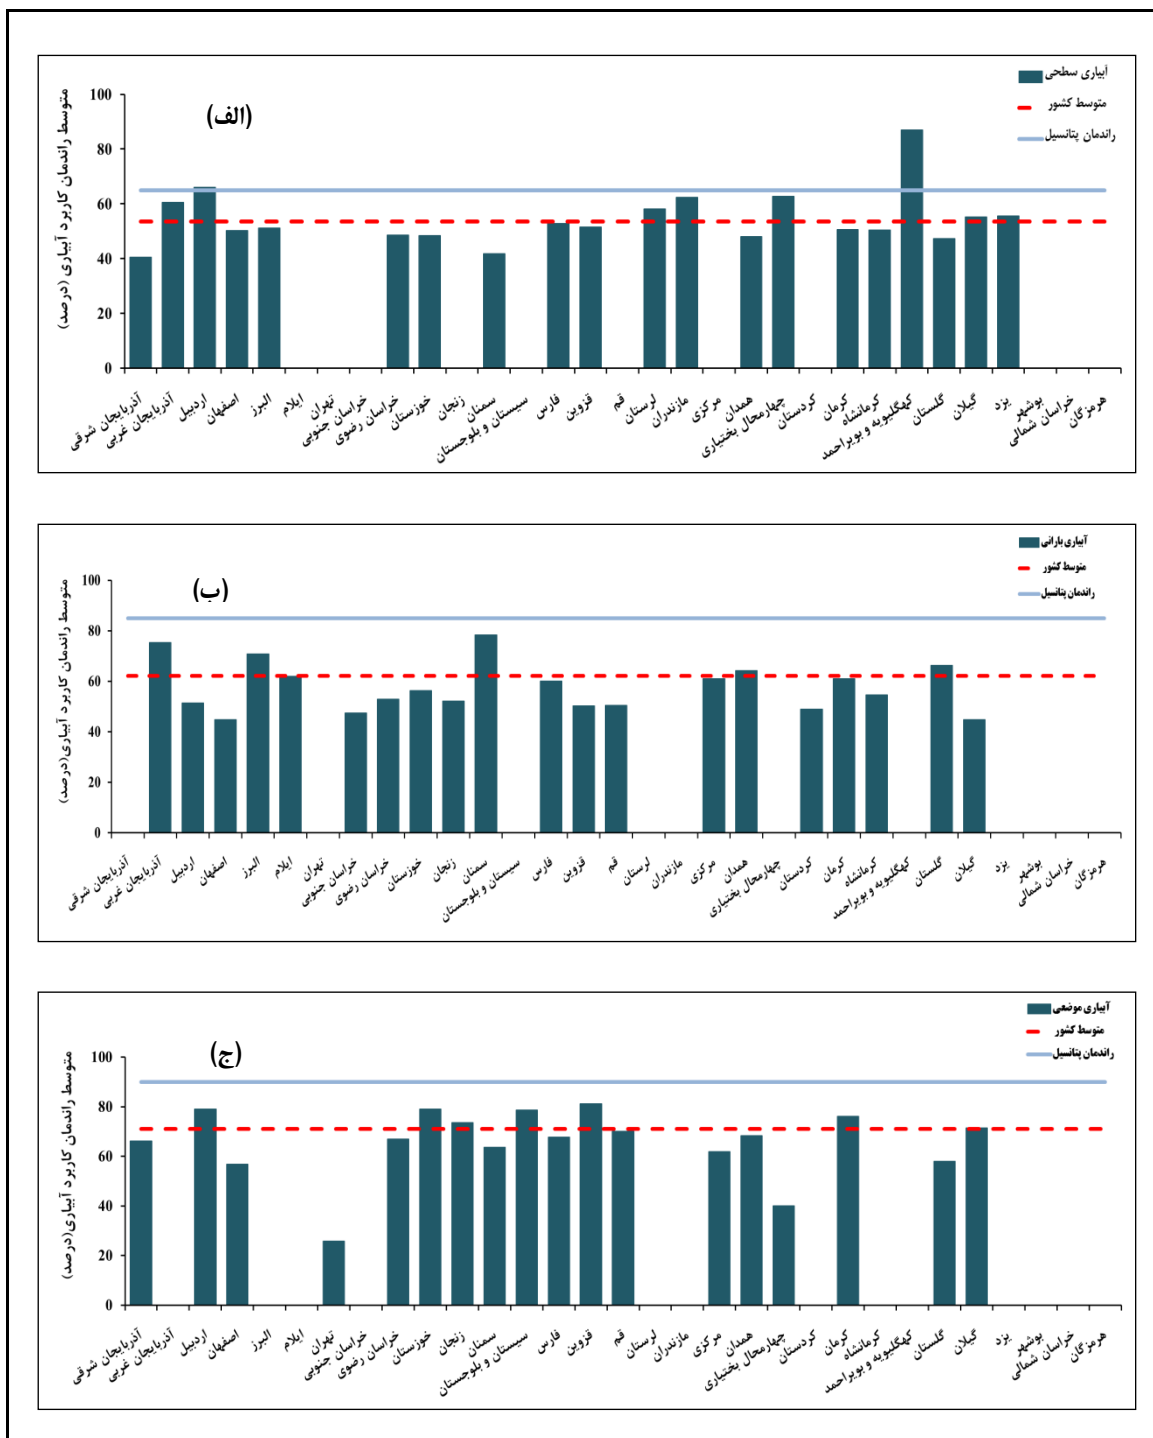 آبیاری سطحی
متوسط کشور
راندمان پتانسیل
(الف)
متوسط راندمان کاربرد آبیاری (درصد)
100
80
60
40
20
0
آذربایجان شرقی
آذربایجان غربی
اردبیل
اصفهان
البرز
ایلام
تهران
خراسان جنوبی
خراسان رضوی
خوزستان
زنجان
سمنان
سیستان و بلوچستان
فارس
قزوین
قم
لرستان
مازندران
مرکزی
همدان
چهارمحال بختیاری
کردستان
کرمان
کرمانشاه
کهگلیویه و بویراحمد
گلستان
گیلان
یزد
بوشهر
خراسان شمالی
هرمزگان
آبیاری بارانی
متوسط کشور
راندمان پتانسیل
(ب)
متوسط راندمان کاربرد آبیاری(درصد)
100
80
60
40
20
0
آذربایجان شرقی
آذربایجان غربی
اردبیل
اصفهان
البرز
ایلام
تهران
خراسان جنوبی
خراسان رضوی
خوزستان
زنجان
سمنان
سیستان و بلوچستان
فارس
قزوین
قم
لرستان
مازندران
مرکزی
همدان
چهارمحال بختیاری
کردستان
کرمان
کرمانشاه
کهگلیویه و بویراحمد
گلستان
گیلان
یزد
بوشهر
خراسان شمالی
هرمزگان
آبیاری موضعی
متوسط کشور
راندمان پتانسیل
(ج)
متوسط راندمان کاربرد آبیاری(درصد)
100
80
60
40
20
0
آذربایجان شرقی
آذربایجان غربی
اردبیل
اصفهان
البرز
ایلام
تهران
خراسان جنوبی
خراسان رضوی
خوزستان
زنجان
سمنان
سیستان و بلوچستان
فارس
قزوین
قم
لرستان
مازندران
مرکزی
همدان
چهارمحال بختیاری
کردستان
کرمان
کرمانشاه
کهگلیویه و بویراحمد
گلستان
گیلان
یزد
بوشهر
خراسان شمالی
هرمزگان